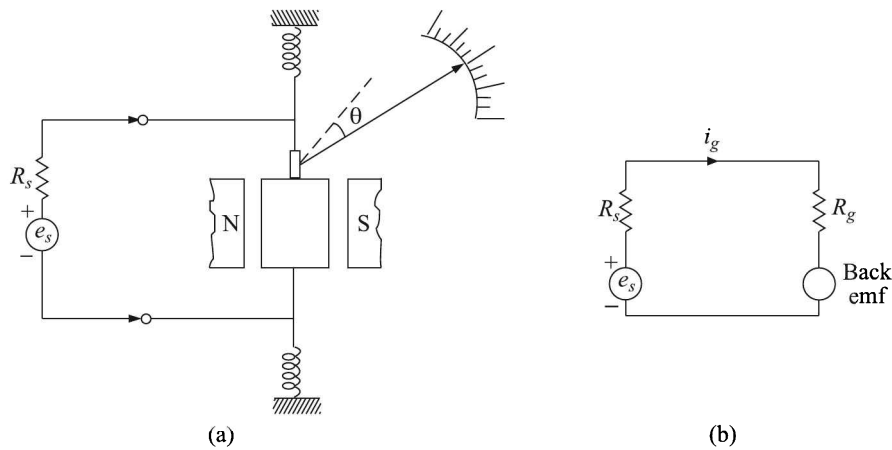 θ
R_s
+
e_s
−
N
S
(a)
i_g
R_s
+
e_s
−
R_g
Back
emf
(b)